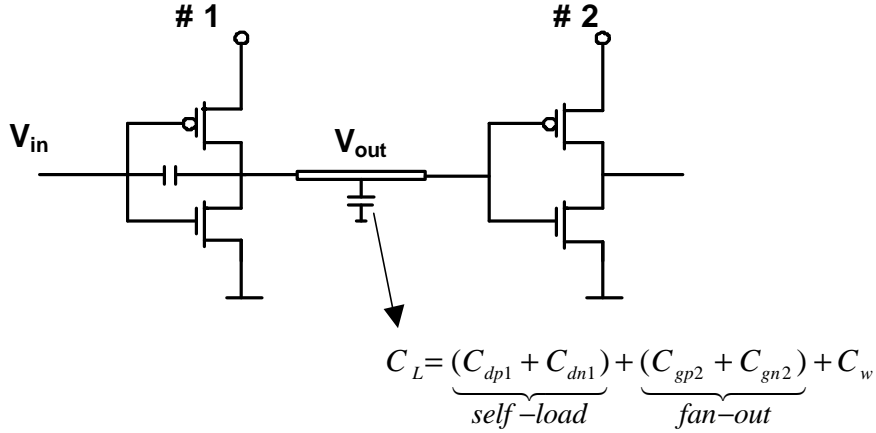 # 1 # 2
V_in
V_out
C_L = (C_dp1 + C_dn1) + (C_gp2 + C_gn2) + C_w
self-load fan-out